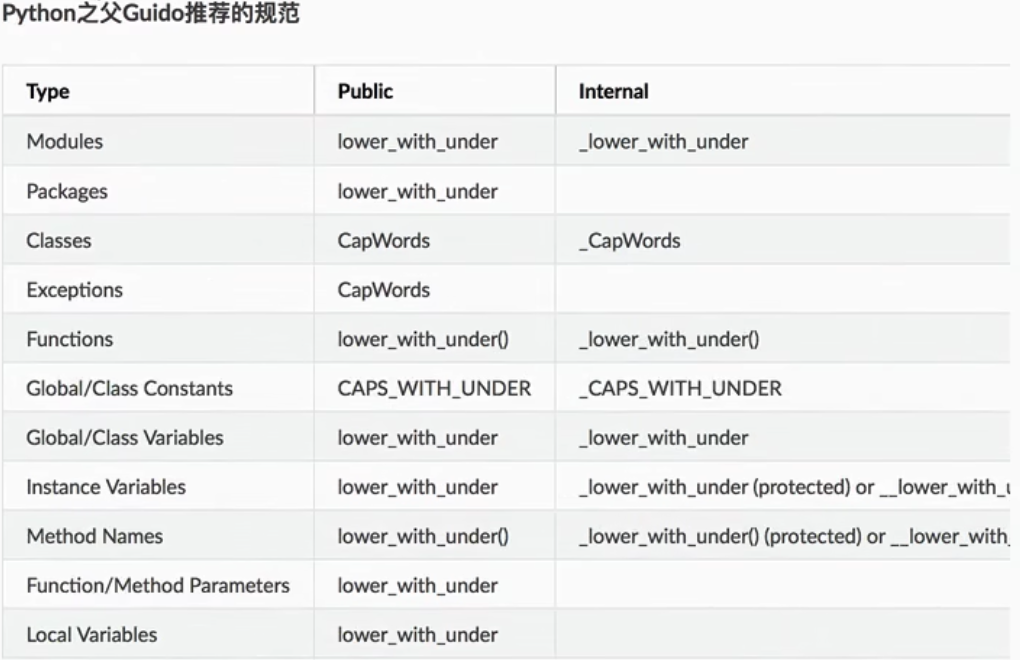 Python之父Guido推荐的规范
Type Public Internal
Modules lower_with_under _lower_with_under
Packages lower_with_under
Classes CapWords _CapWords
Exceptions CapWords
Functions lower_with_under() _lower_with_under()
Global/Class Constants CAPS_WITH_UNDER _CAPS_WITH_UNDER
Global/Class Variables lower_with_under _lower_with_under
Instance Variables lower_with_under _lower_with_under (protected) or __lower_with_
Method Names lower_with_under() _lower_with_under() (protected) or __lower_with_
Function/Method Parameters lower_with_under
Local Variables lower_with_under